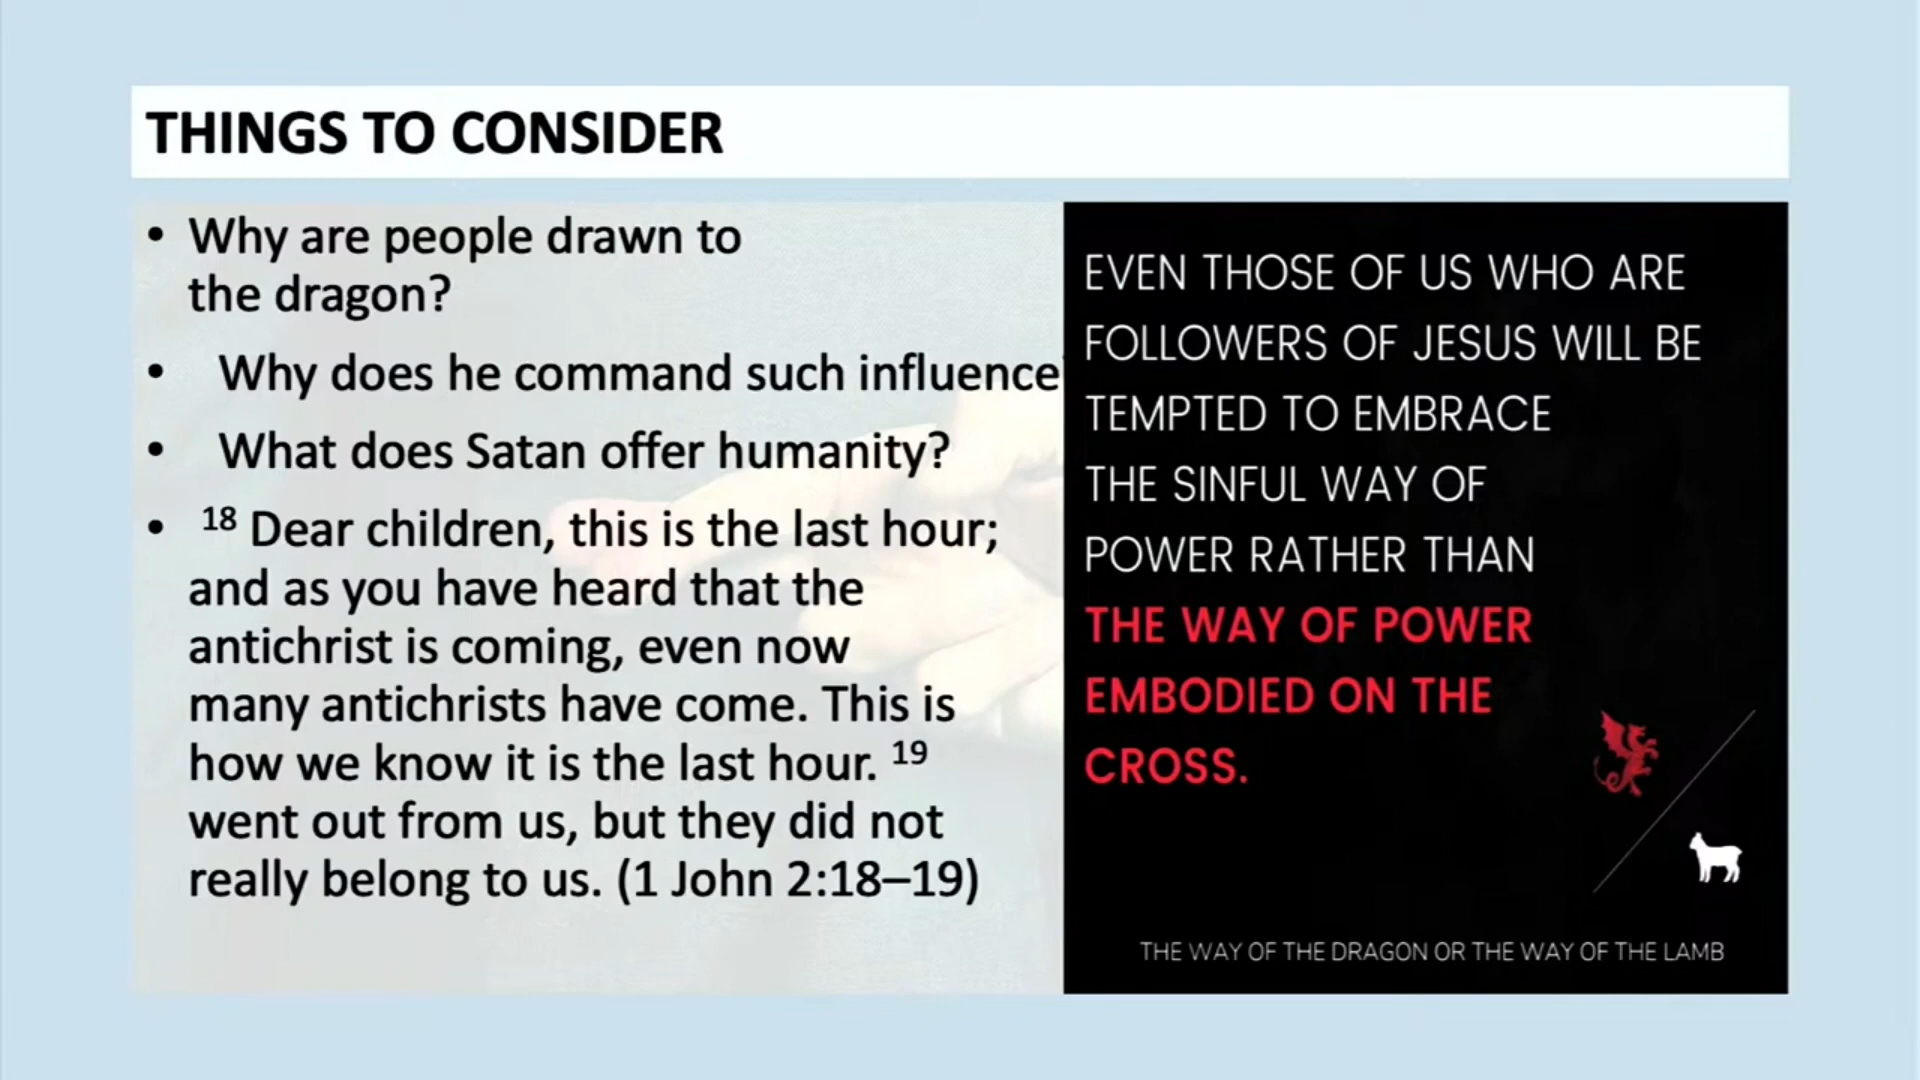 THINGS TO CONSIDER
• Why are people drawn to
the dragon?
• Why does he command such influence
• What does Satan offer humanity?
• 18 Dear children, this is the last hour;
and as you have heard that the
antichrist is coming, even now
many antichrists have come. This is
how we know it is the last hour. 19
went out from us, but they did not
really belong to us. (1 John 2:18–19)
EVEN THOSE OF US WHO ARE
FOLLOWERS OF JESUS WILL BE
TEMPTED TO EMBRACE
THE SINFUL WAY OF
POWER RATHER THAN
THE WAY OF POWER
EMBODIED ON THE
CROSS.
THE WAY OF THE DRAGON OR THE WAY OF THE LAMB